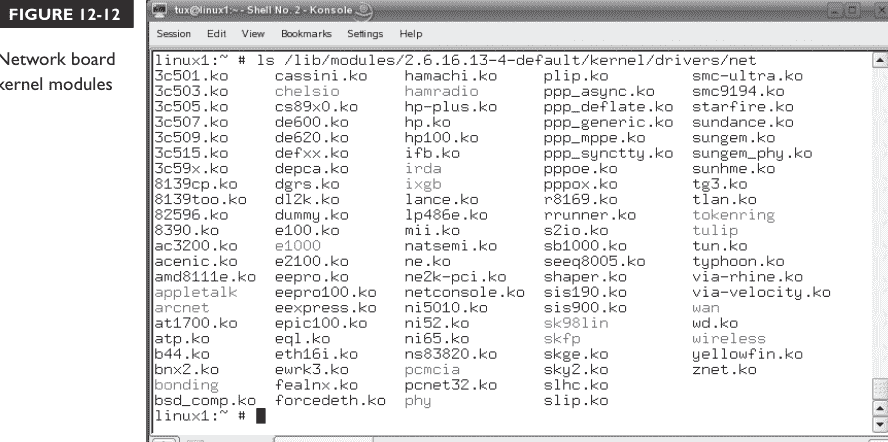 FIGURE 12-12
Network board
kernel modules
tux@linux1:~ - Shell No. 2 - Konsole
Session Edit View Bookmarks Settings Help
linux1:~ # ls /lib/modules/2.6.16.13-4-default/kernel/drivers/net
3c501.ko cassini.ko hamachi.ko plip.ko smc-ultra.ko
3c503.ko chelsio hamradio ppp_async.ko smc9194.ko
3c505.ko cs89x0.ko hp-plus.ko ppp_deflate.ko starfire.ko
3c507.ko de600.ko hp.ko ppp_generic.ko sundance.ko
3c509.ko de620.ko hp100.ko ppp_mppe.ko sungem.ko
3c515.ko defxx.ko ifb.ko ppp_synctty.ko sungem_phy.ko
3c59x.ko depca.ko irda pppoe.ko sunhme.ko
8139cp.ko dgrs.ko ixgb pppox.ko tg3.ko
8139too.ko dl2k.ko lance.ko r8169.ko tlan.ko
82596.ko dummy.ko lp486e.ko rrunner.ko tokenring
8390.ko e100.ko mii.ko s2io.ko tulip
ac3200.ko e1000 natsemi.ko sb1000.ko tun.ko
acenic.ko e2100.ko ne.ko seeq8005.ko typhoon.ko
amd8111e.ko eepro.ko ne2k-pci.ko shaper.ko via-rhine.ko
appletalk eepro100.ko netconsole.ko sis190.ko via-velocity.ko
arcnet eexpress.ko ni5010.ko sis900.ko wan
at1700.ko epic100.ko ni52.ko sk98lin wd.ko
atp.ko eql.ko ni65.ko skfp wireless
b44.ko eth16i.ko ns83820.ko skge.ko yellowfin.ko
bnx2.ko ewrk3.ko pcmcia sky2.ko znet.ko
bonding fealnx.ko pcnet32.ko slhc.ko
bsd_comp.ko forcedeth.ko phy slip.ko
linux1:~ #